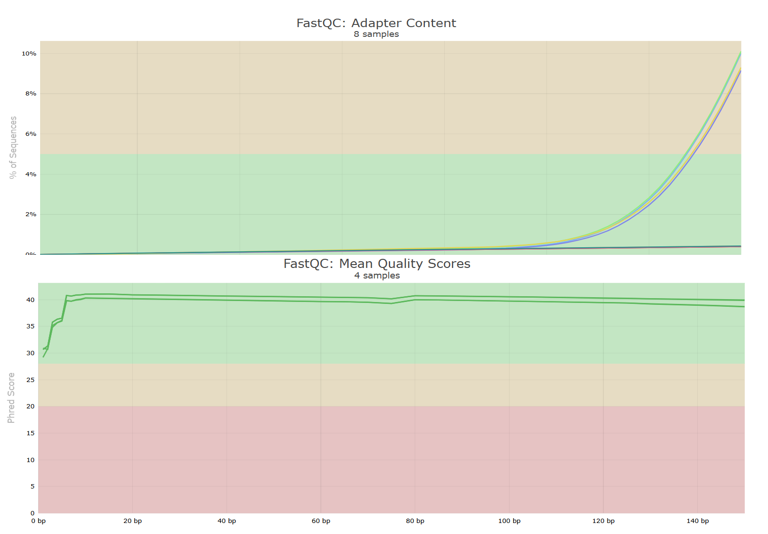 FastQC: Adapter Content
8 samples
10%
8%
6%
4%
2%
0%
% of Sequences
FastQC: Mean Quality Scores
4 samples
40
35
30
25
20
15
10
5
0
Phred Score
0 bp 20 bp 40 bp 60 bp 80 bp 100 bp 120 bp 140 bp